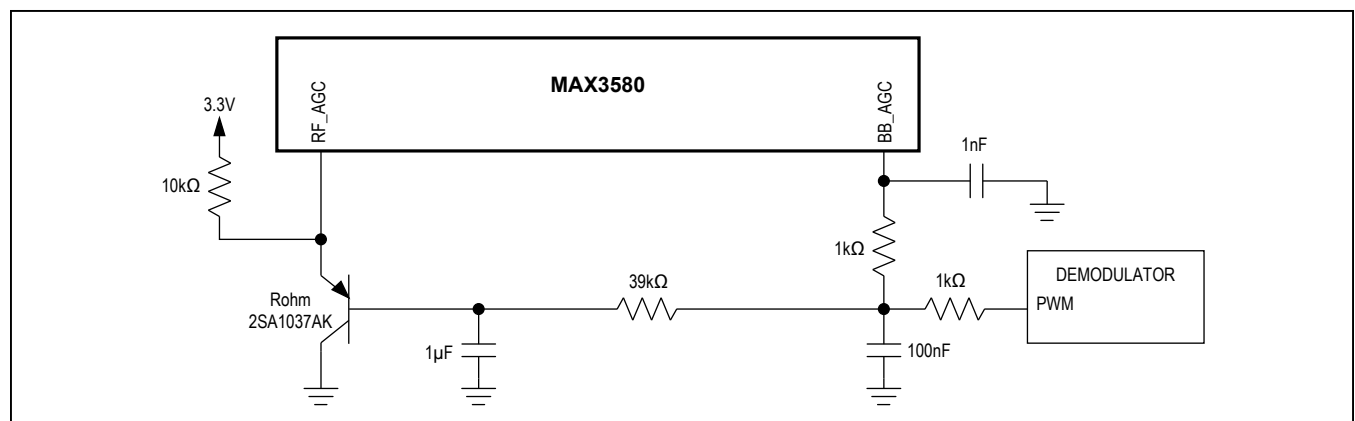 MAX3580
RF_AGC
BB_AGC
3.3V
10kΩ
1nF
1kΩ
39kΩ
1kΩ
DEMODULATOR
PWM
Rohm
2SA1037AK
1µF
100nF